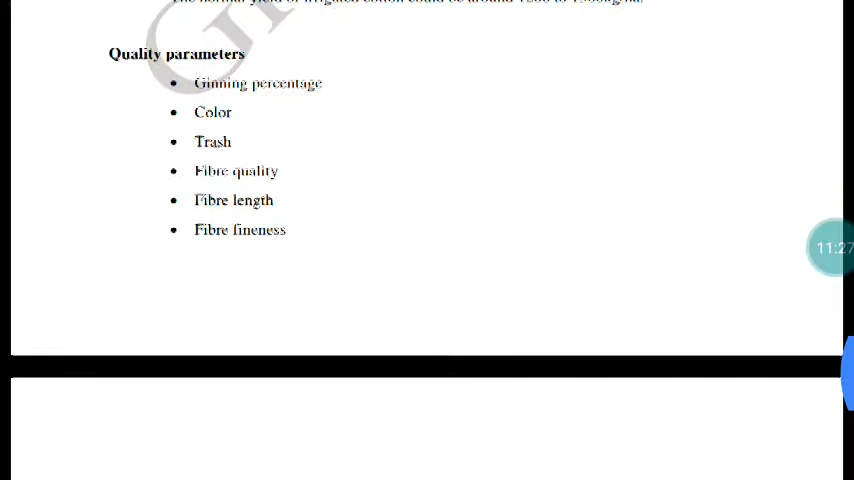 The normal yield of irrigated cotton could be around 1200 to 1500kg/ha.
Quality parameters
• Ginning percentage
• Color
• Trash
• Fibre quality
• Fibre length
• Fibre fineness
11:27